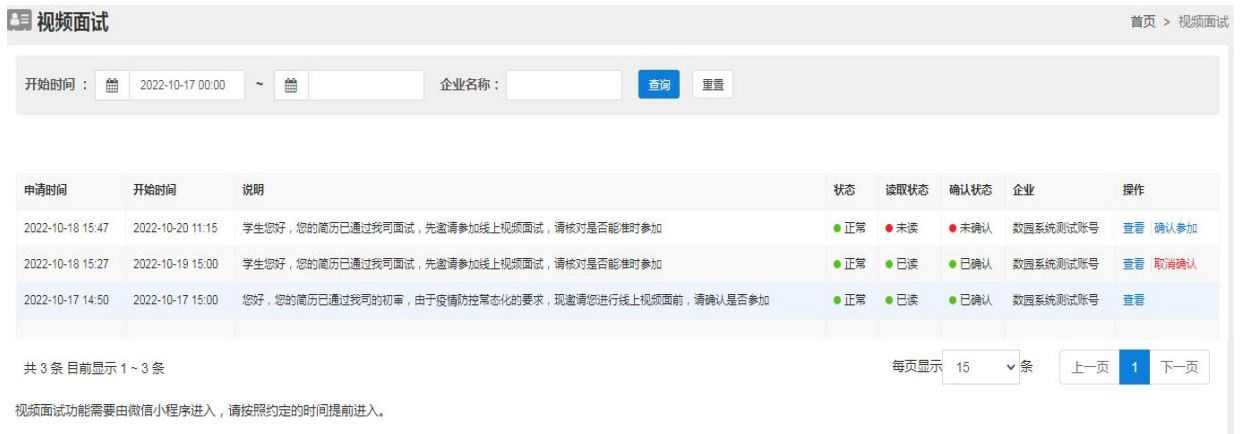 视频面试
首页 > 视频面试
开始时间 : 2022-10-17 00:00 ~ 企业名称 : 查询 重置
申请时间 开始时间 说明 状态 读取状态 确认状态 企业 操作
2022-10-18 15:47 2022-10-20 11:15 学生您好，您的简历已通过我司面试，先邀请参加线上视频面试，请核对是否能准时参加 正常 未读 未确认 数园系统测试账号 查看 确认参加
2022-10-18 15:27 2022-10-19 15:00 学生您好，您的简历已通过我司面试，先邀请参加线上视频面试，请核对是否能准时参加 正常 已读 已确认 数园系统测试账号 查看 取消确认
2022-10-17 14:50 2022-10-17 15:00 您好，您的简历已通过我司的初审，由于疫情防控常态化的要求，现邀请您进行线上视频面前，请确认是否参加 正常 已读 已确认 数园系统测试账号 查看
共 3 条 目前显示 1 ~ 3 条 每页显示 15 条 上一页 1 下一页
视频面试功能需要由微信小程序进入，请按照约定的时间提前进入。